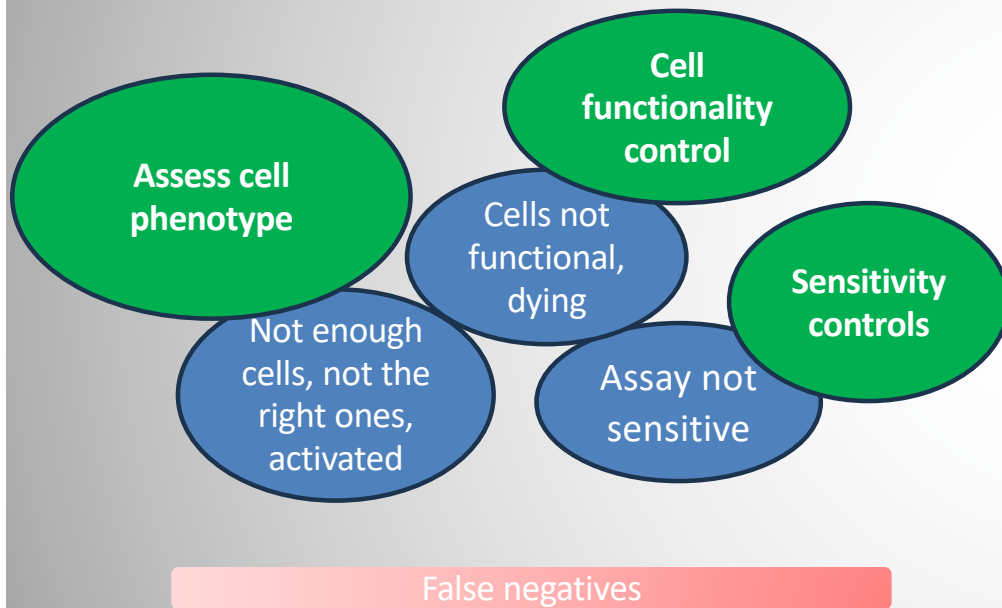 Cell
functionality
control
Assess cell
phenotype
Cells not
functional,
dying
Sensitivity
controls
Not enough
cells, not the
right ones,
activated
Assay not
sensitive
False negatives